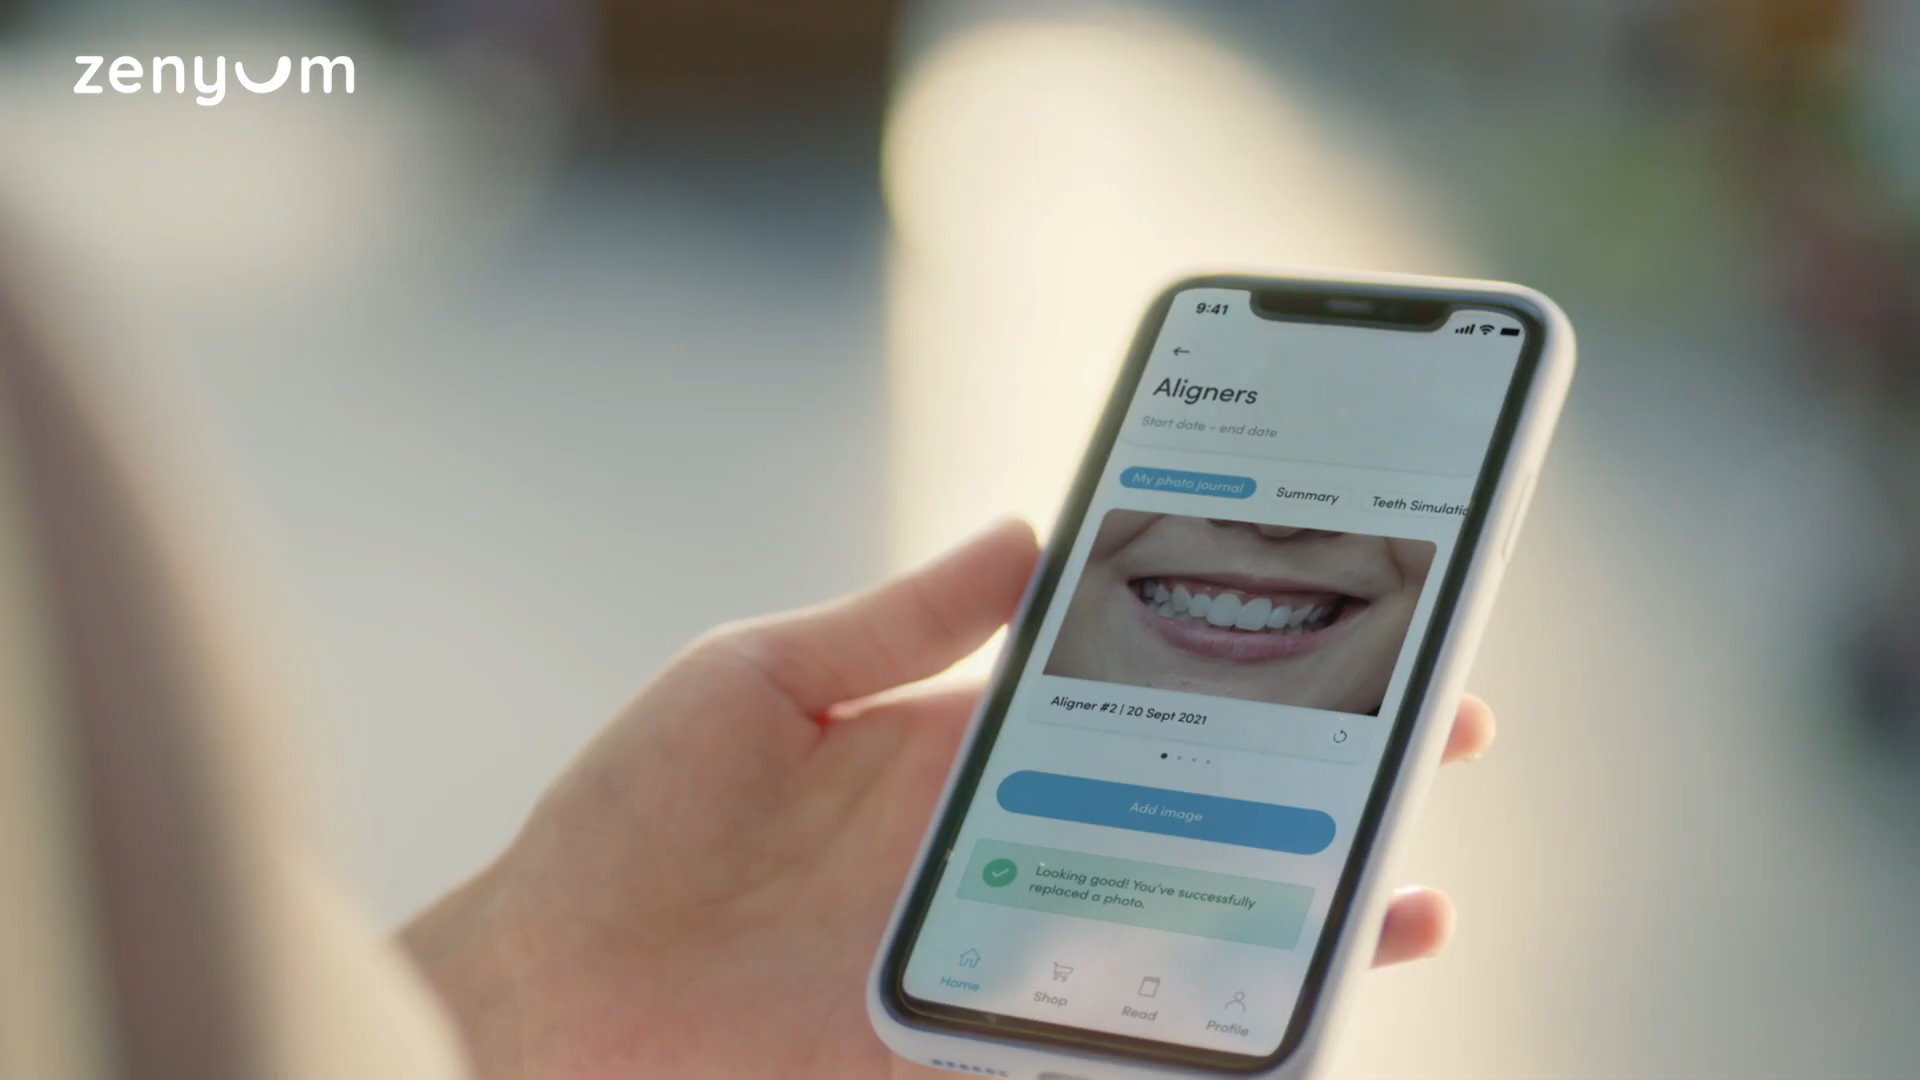 zenyum
9:41
Aligners
Start date - end date
My photo journal
Summary
Teeth Simulatio
Aligner #2 | 20 Sept 2021
Add image
Looking good! You've successfully
replaced a photo.
Home
Shop
Read
Profile